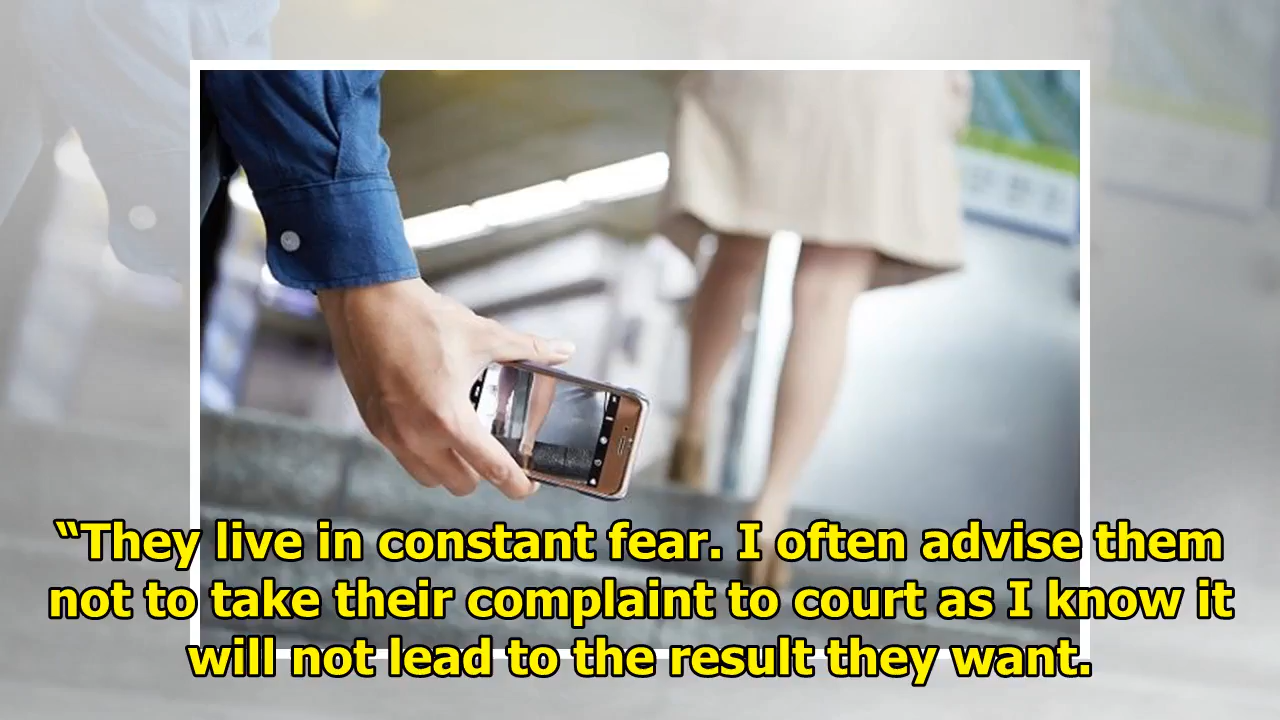 “They live in constant fear. I often advise them
not to take their complaint to court as I know it
will not lead to the result they want.